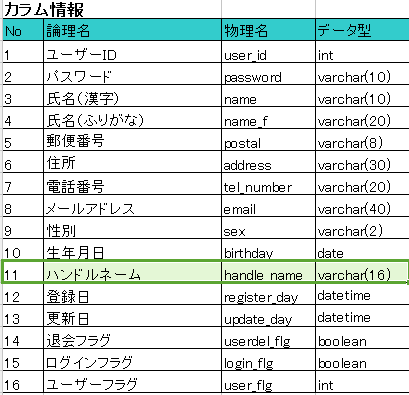 カラム情報
No 論理名 物理名 データ型
1 ユーザーID user_id int
2 パスワード password varchar(10)
3 氏名(漢字) name varchar(10)
4 氏名(ふりがな) name_f varchar(20)
5 郵便番号 postal varchar(8)
6 住所 address varchar(30)
7 電話番号 tel_number varchar(20)
8 メールアドレス email varchar(40)
9 性別 sex varchar(2)
10 生年月日 birthday date
11 ハンドルネーム handle_name varchar(16)
12 登録日 register_day datetime
13 更新日 update_day datetime
14 退会フラグ userdel_flg boolean
15 ログインフラグ login_flg boolean
16 ユーザーフラグ user_flg int